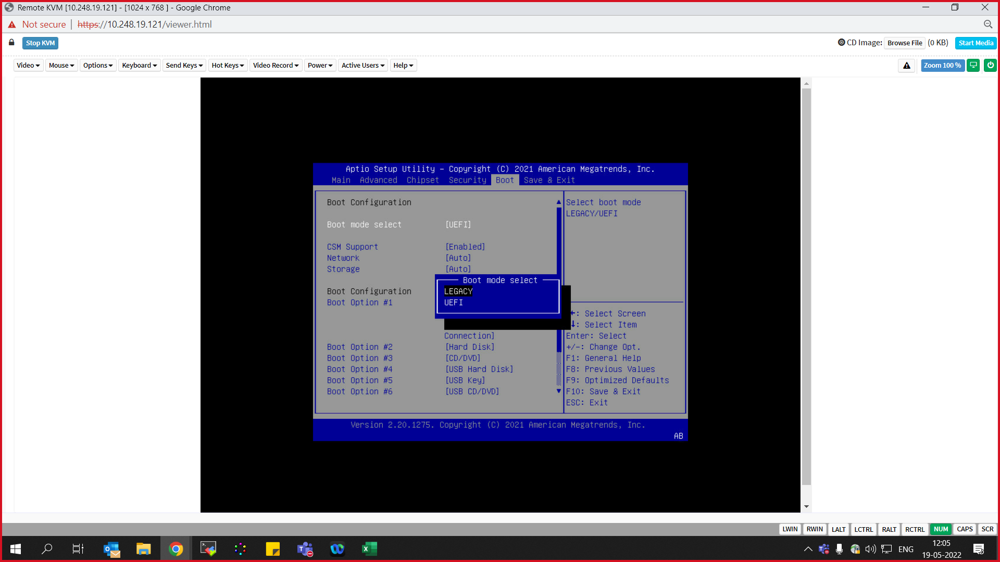 Remote KVM [10.248.19.121] - [1024 x 768 ] - Google Chrome
Not secure | https://10.248.19.121/viewer.html
Stop KVM
CD Image: Browse File (0 KB) Start Media
Video Mouse Options Keyboard Send Keys Hot Keys Video Record Power Active Users Help
Zoom 100 %
Aptio Setup Utility – Copyright (C) 2021 American Megatrends, Inc.
Main Advanced Chipset Security Boot Save & Exit
Boot Configuration
Boot mode select [UEFI]
CSM Support [Enabled]
Network [Auto]
Storage [Auto]
Boot Configuration
Boot Option #1
Connection]
Boot Option #2 [Hard Disk]
Boot Option #3 [CD/DVD]
Boot Option #4 [USB Hard Disk]
Boot Option #5 [USB Key]
Boot Option #6 [USB CD/DVD]
Boot mode select
LEGACY
UEFI
Select boot mode
LEGACY/UEFI
←: Select Screen
↓: Select Item
Enter: Select
+/–: Change Opt.
F1: General Help
F8: Previous Values
F9: Optimized Defaults
F10: Save & Exit
ESC: Exit
Version 2.20.1275. Copyright (C) 2021 American Megatrends, Inc.
AB
LWIN RWIN LALT LCTRL RALT RCTRL NUM CAPS SCR
ENG
12:05
19-05-2022